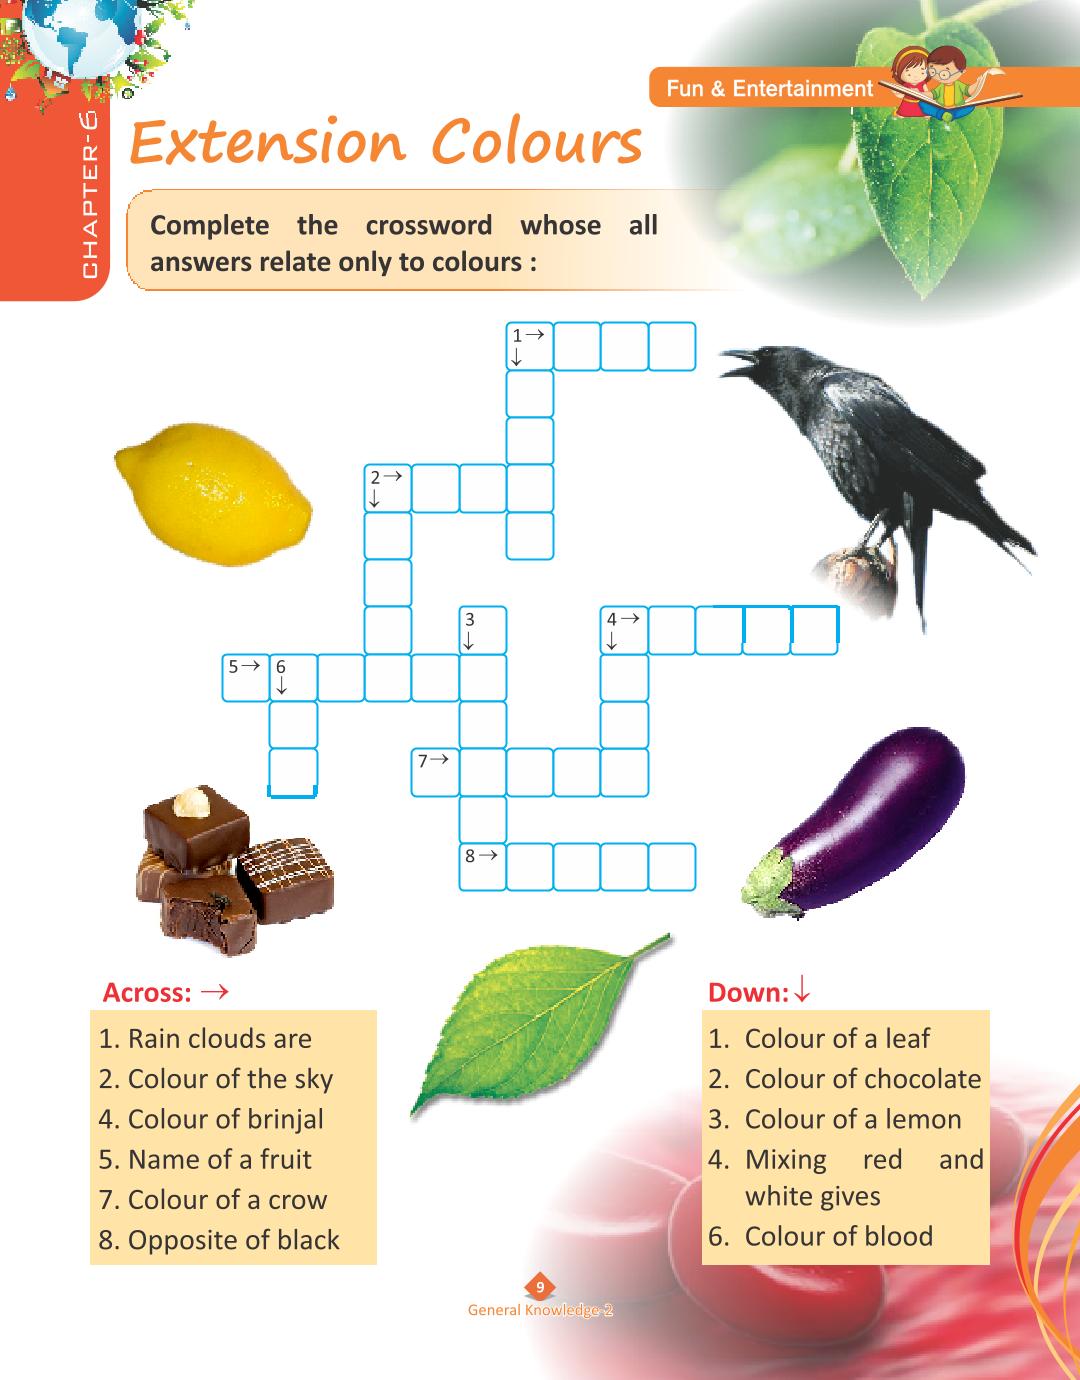 Fun & Entertainment
CHAPTER-6
Extension Colours
Complete the crossword whose all
answers relate only to colours :
1→
↓
2→
↓
3
↓
4→
↓
5→ 6
↓
7→
8→
Across: →
1. Rain clouds are
2. Colour of the sky
4. Colour of brinjal
5. Name of a fruit
7. Colour of a crow
8. Opposite of black
Down:↓
1. Colour of a leaf
2. Colour of chocolate
3. Colour of a lemon
4. Mixing red and
white gives
6. Colour of blood
9
General Knowledge-2